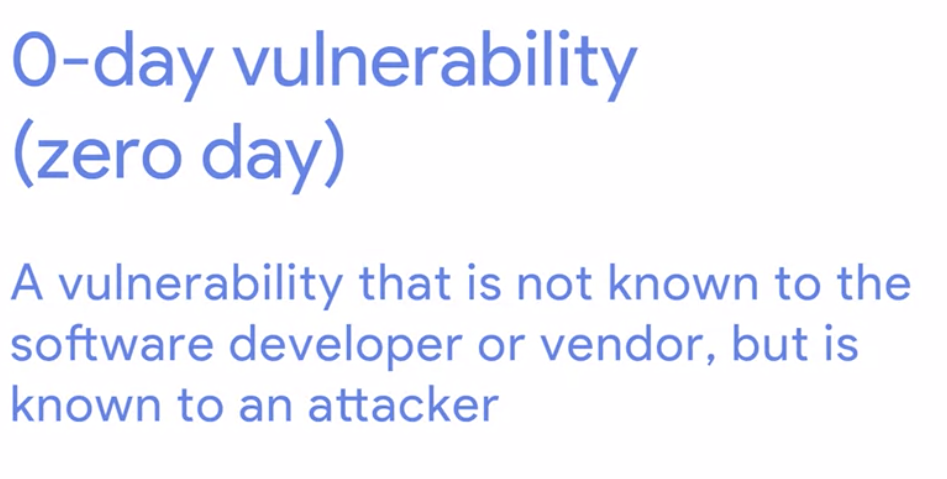 0-day vulnerability
(zero day)
A vulnerability that is not known to the
software developer or vendor, but is
known to an attacker